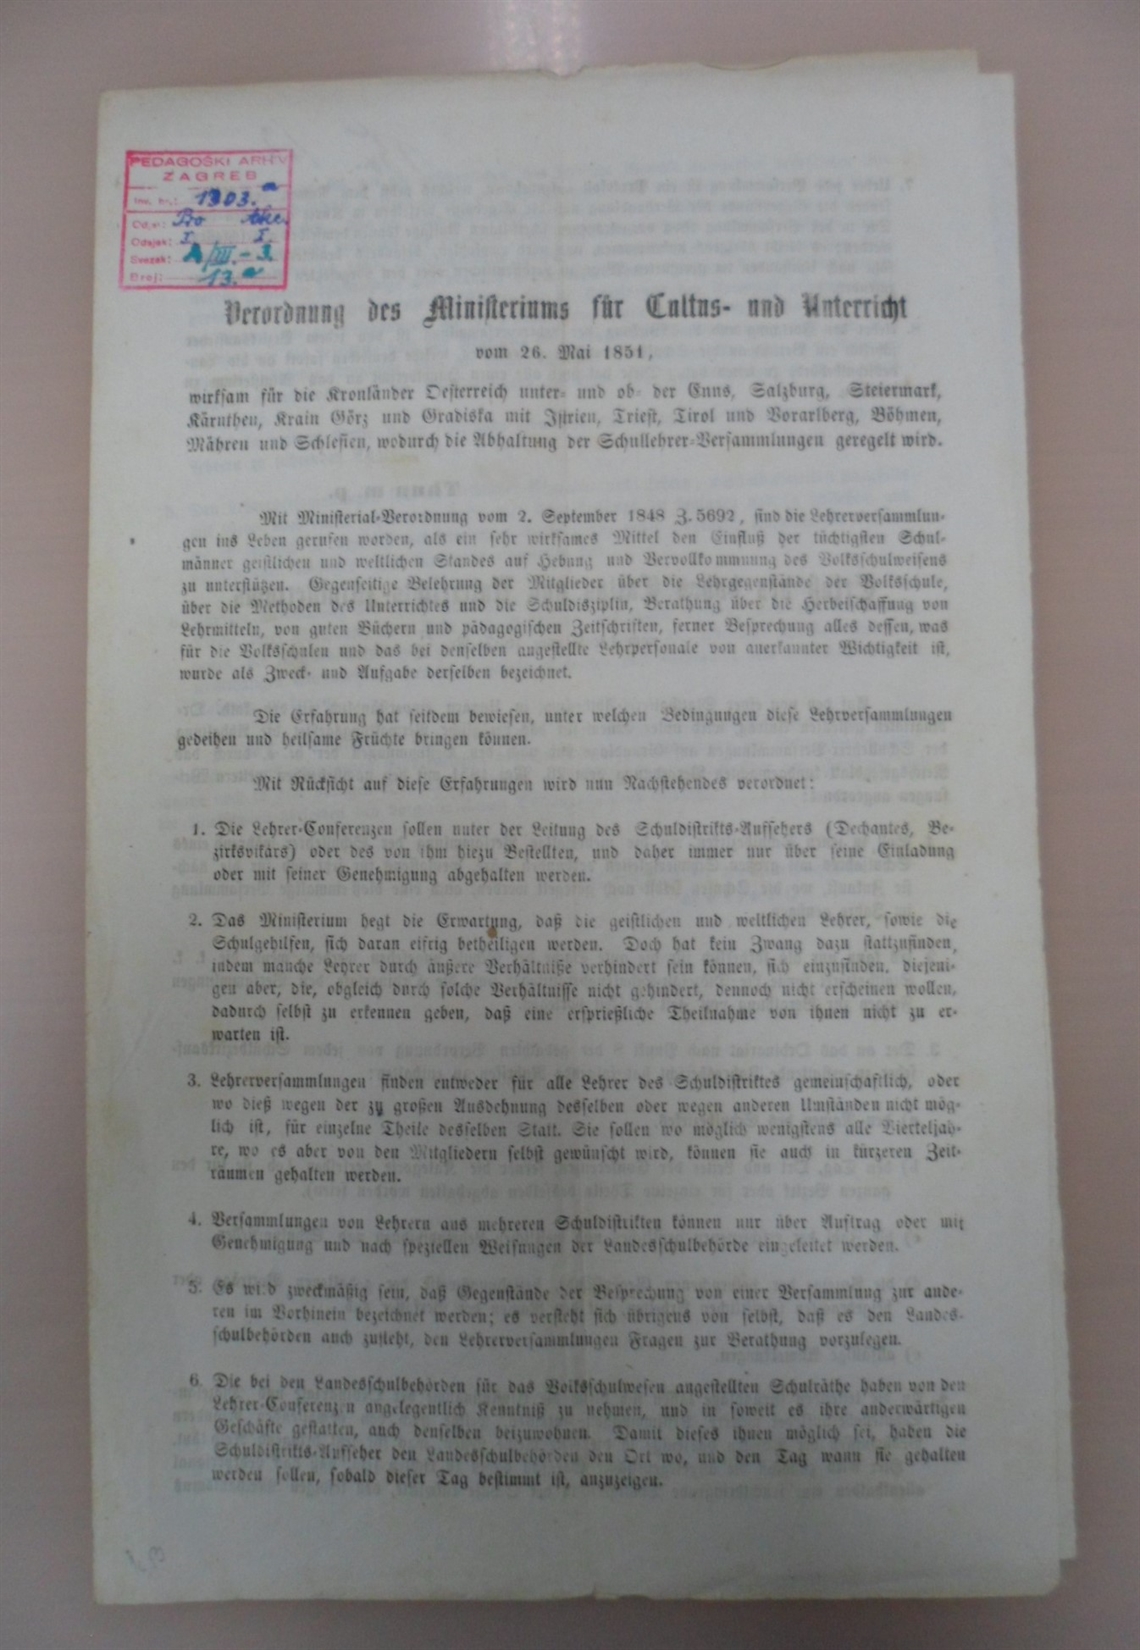 PEDAGOŠKI ARHIV
ZAGREB
Inv. br.: 1303.a
Odjel:
Odsjek: I. I.
Svezak: III. - 3.
Broj: 13.a
Verordnung des Ministeriums für Cultus- und Unterricht
vom 26. Mai 1851,
wirksam für die Kronländer Oesterreich unter- und ob- der Enns, Salzburg, Steiermark,
Kärnthen, Krain Görz und Gradiska mit Istrien, Triest, Tirol und Vorarlberg, Böhmen,
Mähren und Schlesien, wodurch die Abhaltung der Schullehrer-Versammlungen geregelt wird.
Mit Ministerial-Verordnung vom 2. September 1848 Z. 5692, sind die Lehrerversammlun-
gen ins Leben gerufen worden, als ein sehr wirksames Mittel den Einfluß der tüchtigsten Schul-
männer geistlichen und weltlichen Standes auf Hebung und Vervollkommnung des Volksschulwesens
zu unterstützen. Gegenseitige Belehrung der Mitglieder über die Lehrgegenstände der Volksschule,
über die Methoden des Unterrichtes und die Schuldisziplin, Berathung über die Herbeischaffung von
Lehrmitteln, von guten Büchern und pädagogischen Zeitschriften, ferner Besprechung alles dessen, was
für die Volksschulen und das bei denselben angestellte Lehrpersonale von anerkannter Wichtigkeit ist,
wurde als Zweck- und Aufgabe derselben bezeichnet.
Die Erfahrung hat seitdem bewiesen, unter welchen Bedingungen diese Lehrversammlungen
gedeihen und heilsame Früchte bringen können.
Mit Rücksicht auf diese Erfahrungen wird nun Nachstehendes verordnet:
1. Die Lehrer-Conferenzen sollen unter der Leitung des Schuldistrikts-Aufsehers (Dechantes, Be-
zirksvikars) oder des von ihm hiezu Bestellten, und daher immer nur über seine Einladung
oder mit seiner Genehmigung abgehalten werden.
2. Das Ministerium hegt die Erwartung, daß die geistlichen und weltlichen Lehrer, sowie die
Schulgehilfen, sich daran eifrig betheiligen werden. Doch hat kein Zwang dazu stattzufinden,
indem manche Lehrer durch äußere Verhältniße verhindert sein können, sich einzufinden. diejeni-
gen aber, die, obgleich durch solche Verhältnisse nicht gehindert, dennoch nicht erscheinen wollen,
dadurch selbst zu erkennen geben, daß eine ersprießliche Theilnahme von ihnen nicht zu er-
warten ist.
3. Lehrerversammlungen finden entweder für alle Lehrer des Schuldistriktes gemeinschaftlich, oder
wo dieß wegen der zu großen Ausdehnung desselben oder wegen anderen Umständen nicht mög-
lich ist, für einzelne Theile desselben Statt. Sie sollen wo möglich wenigstens alle Vierteljah-
re, wo es aber von den Mitgliedern selbst gewünscht wird, können sie auch in kürzeren Zeit-
räumen gehalten werden.
4. Versammlungen von Lehrern aus mehreren Schuldistrikten können nur über Auftrag oder mit
Genehmigung und nach speziellen Weisungen der Landesschulbehörde eingeleitet werden.
5. Es wird zweckmäßig sein, daß Gegenstände der Besprechung von einer Versammlung zur ande-
ren im Vorhinein bezeichnet werden; es versteht sich übrigens von selbst, daß es den Landes-
schulbehörden auch zusteht, den Lehrerversammlungen Fragen zur Berathung vorzulegen.
6. Die bei den Landesschulbehörden für das Volksschulwesen angestellten Schulräthe haben von den
Lehrer-Conferenzen angelegentlich Kenntniß zu nehmen, und in soweit es ihre anderwärtigen
Geschäfte gestatten, auch denselben beizuwohnen. Damit dieses ihnen möglich sei, haben die
Schuldistrikts-Aufseher den Landesschulbehörden den Ort wo, und den Tag wann sie gehalten
werden sollen, sobald dieser Tag bestimmt ist, anzuzeigen.